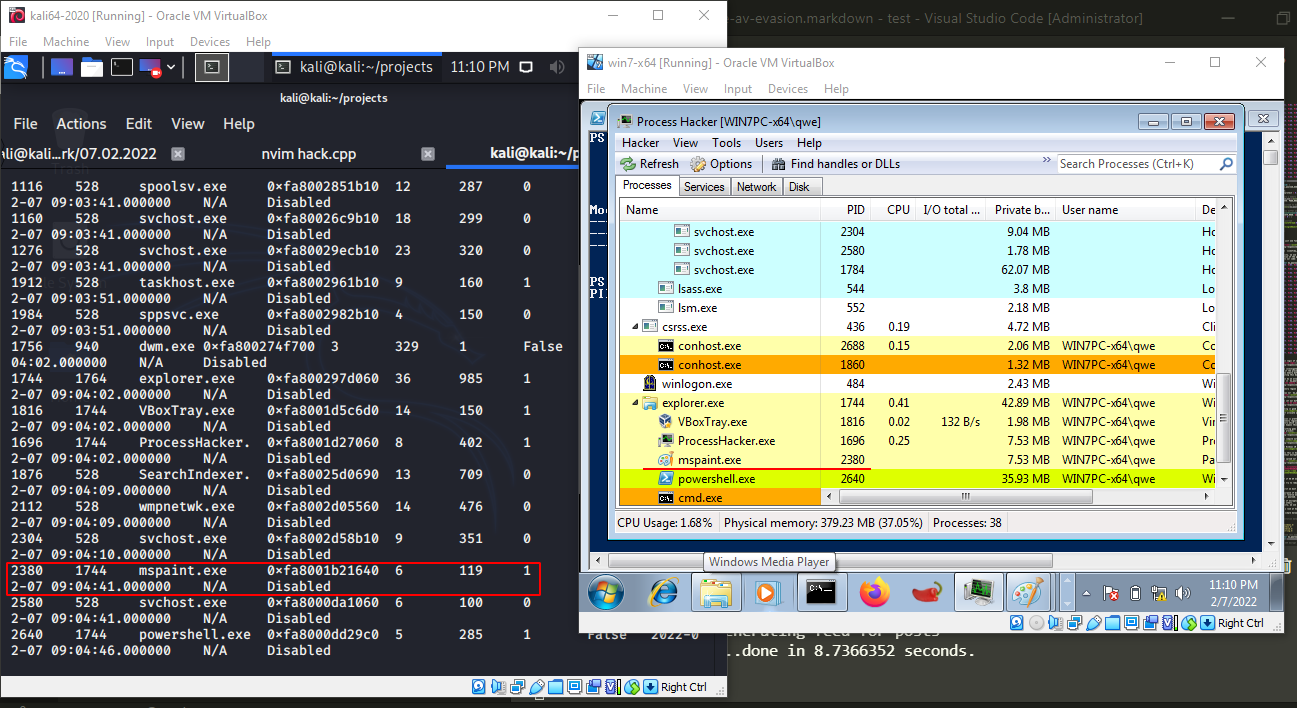 kali64-2020 [Running] - Oracle VM VirtualBox
File Machine View Input Devices Help
kali@kali:~/projects 11:10 PM
kali@kali:~/projects
File Actions Edit View Help
ali@kali...rk/07.02.2022 nvim hack.cpp kali@kali:~/p
1116 528 spoolsv.exe 0×fa8002851b10 12 287 0
2-07 09:03:41.000000 N/A Disabled
1160 528 svchost.exe 0×fa80026c9b10 18 299 0
2-07 09:03:41.000000 N/A Disabled
1276 528 svchost.exe 0×fa80029ecb10 23 320 0
2-07 09:03:41.000000 N/A Disabled
1912 528 taskhost.exe 0×fa8002961b10 9 160 1
2-07 09:03:51.000000 N/A Disabled
1984 528 sppsvc.exe 0×fa8002982b10 4 150 0
2-07 09:03:51.000000 N/A Disabled
1756 940 dwm.exe 0×fa800274f700 3 329 1 False
04:02.000000 N/A Disabled
1744 1764 explorer.exe 0×fa800297d060 36 985 1
2-07 09:04:02.000000 N/A Disabled
1816 1744 VBoxTray.exe 0×fa8001d5c6d0 14 150 1
2-07 09:04:02.000000 N/A Disabled
1696 1744 ProcessHacker. 0×fa8001d27060 8 402 1
2-07 09:04:02.000000 N/A Disabled
1876 528 SearchIndexer. 0×fa80025d0690 13 709 0
2-07 09:04:09.000000 N/A Disabled
2112 528 wmpnetwk.exe 0×fa8002d05560 14 476 0
2-07 09:04:09.000000 N/A Disabled
2304 528 svchost.exe 0×fa8002d58b10 9 351 0
2-07 09:04:10.000000 N/A Disabled
2380 1744 mspaint.exe 0×fa8001b21640 6 119 1
2-07 09:04:41.000000 N/A Disabled
2580 528 svchost.exe 0×fa8000da1060 6 100 0
2-07 09:04:41.000000 N/A Disabled
2640 1744 powershell.exe 0×fa8000dd29c0 5 285 1 False 2022-0
2-07 09:04:46.000000 N/A Disabled
Right Ctrl
e-av-evasion.markdown - test - Visual Studio Code [Administrator]
win7-x64 [Running] - Oracle VM VirtualBox
File Machine View Input Devices Help
PS
Mo
PS
PI
Process Hacker [WIN7PC-x64\qwe]
Hacker View Tools Users Help
Refresh Options Find handles or DLLs » Search Processes (Ctrl+K)
Processes Services Network Disk
Name PID CPU I/O total ... Private b... User name De
svchost.exe 2304 9.04 MB Ho
svchost.exe 2580 1.78 MB Ho
svchost.exe 1784 62.07 MB Ho
lsass.exe 544 3.8 MB Lo
lsm.exe 552 2.18 MB Lo
csrss.exe 436 0.19 4.72 MB Cli
conhost.exe 2688 0.15 2.06 MB WIN7PC-x64\qwe Co
conhost.exe 1860 1.32 MB WIN7PC-x64\qwe Co
winlogon.exe 484 2.43 MB Wi
explorer.exe 1744 0.41 42.89 MB WIN7PC-x64\qwe Wi
VBoxTray.exe 1816 0.02 132 B/s 1.98 MB WIN7PC-x64\qwe Vir
ProcessHacker.exe 1696 0.25 7.53 MB WIN7PC-x64\qwe Pr
mspaint.exe 2380 7.53 MB WIN7PC-x64\qwe Pa
powershell.exe 2640 35.93 MB WIN7PC-x64\qwe Wi
cmd.exe
CPU Usage: 1.68% Physical memory: 379.23 MB (37.05%) Processes: 38
Windows Media Player
11:10 PM
2/7/2022
Right Ctrl
enerating feed for posts
..done in 8.7366352 seconds.